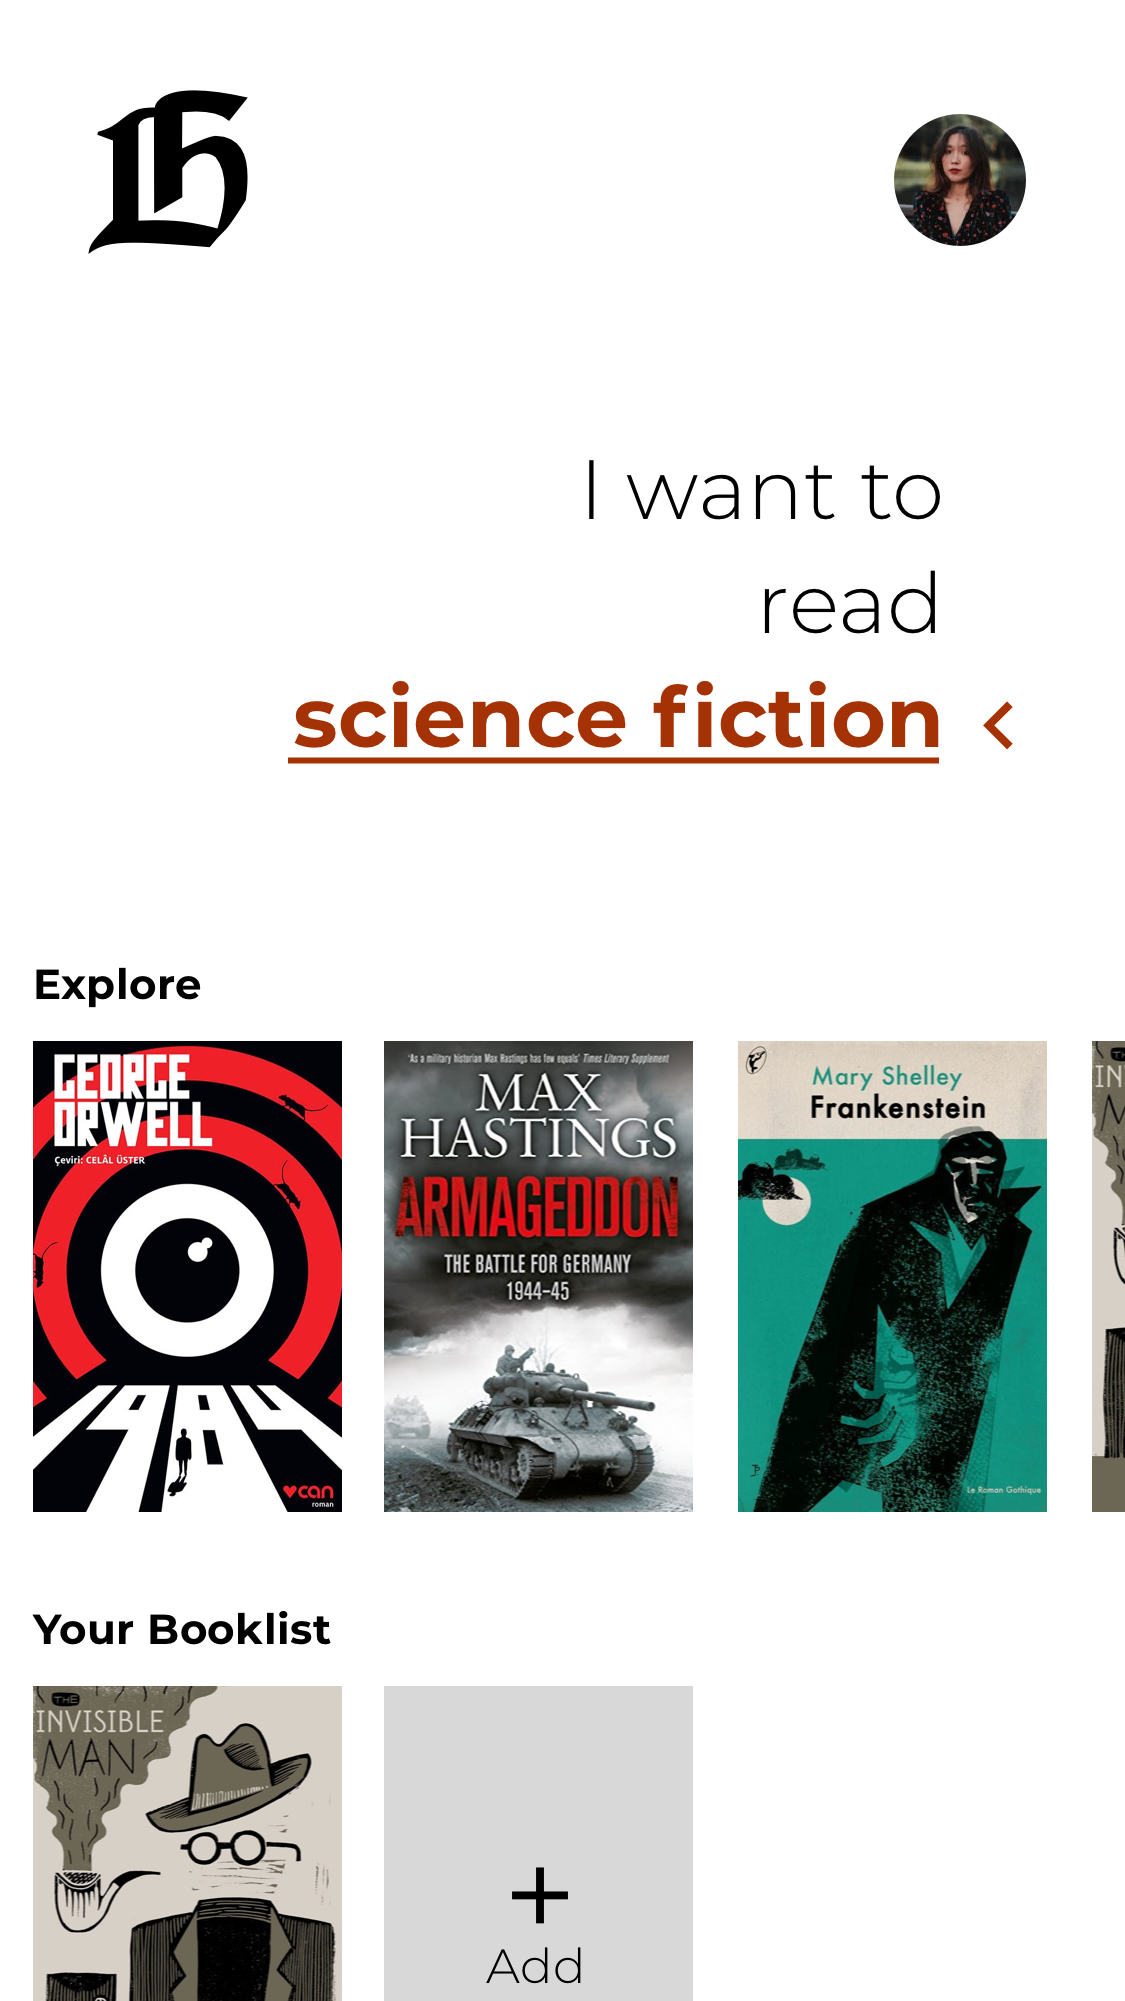 I want to
read
science fiction
Explore
GEORGE
ORWELL
Çeviri: CELÂL ÜSTER
1984
can
roman
'As a military historian Max Hastings has few equals' Times Literary Supplement
MAX
HASTINGS
ARMAGEDDON
THE BATTLE FOR GERMANY
1944–45
Mary Shelley
Frankenstein
Le Roman Gothique
Your Booklist
THE
INVISIBLE
MAN
Add